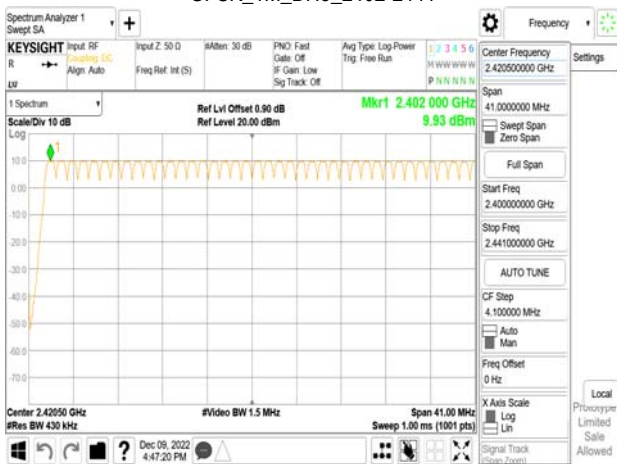 Spectrum Analyzer 1
Swept SA
+
Frequency
KEYSIGHT
R
LV
Input: RF
Coupling: DC
Align: Auto
Input Z: 50 Ω
Freq Ref: Int (S)
#Atten: 30 dB
PNO: Fast
Gate: Off
IF Gain: Low
Sig Track: Off
Avg Type: Log-Power
Trig: Free Run
1 2 3 4 5 6
M W W W W W
P N N N N N
1 Spectrum
Scale/Div 10 dB
Log
Ref Lvl Offset 0.90 dB
Ref Level 20.00 dBm
Mkr1 2.402 000 GHz
9.93 dBm
1
10.0
0.00
-10.0
-20.0
-30.0
-40.0
-50.0
-60.0
-70.0
Center 2.42050 GHz
#Res BW 430 kHz
#Video BW 1.5 MHz
Span 41.00 MHz
Sweep 1.00 ms (1001 pts)
Center Frequency
2.420500000 GHz
Span
41.0000000 MHz
Swept Span
Zero Span
Full Span
Start Freq
2.400000000 GHz
Stop Freq
2.441000000 GHz
AUTO TUNE
CF Step
4.100000 MHz
Auto
Man
Freq Offset
0 Hz
X Axis Scale
Log
Lin
Signal Track
(Span Zoom)
Settings
Local
Prototype
Limited
Sale
Allowed
?
Dec 09, 2022
4:47:20 PM